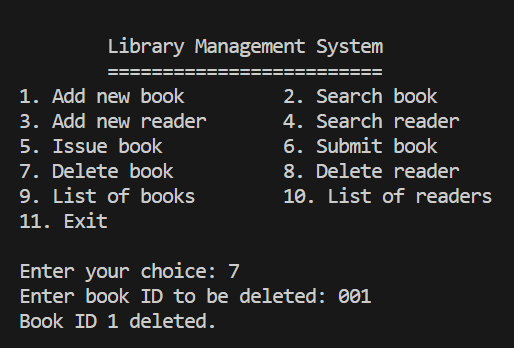 Library Management System
=========================
1. Add new book 2. Search book
3. Add new reader 4. Search reader
5. Issue book 6. Submit book
7. Delete book 8. Delete reader
9. List of books 10. List of readers
11. Exit
Enter your choice: 7
Enter book ID to be deleted: 001
Book ID 1 deleted.